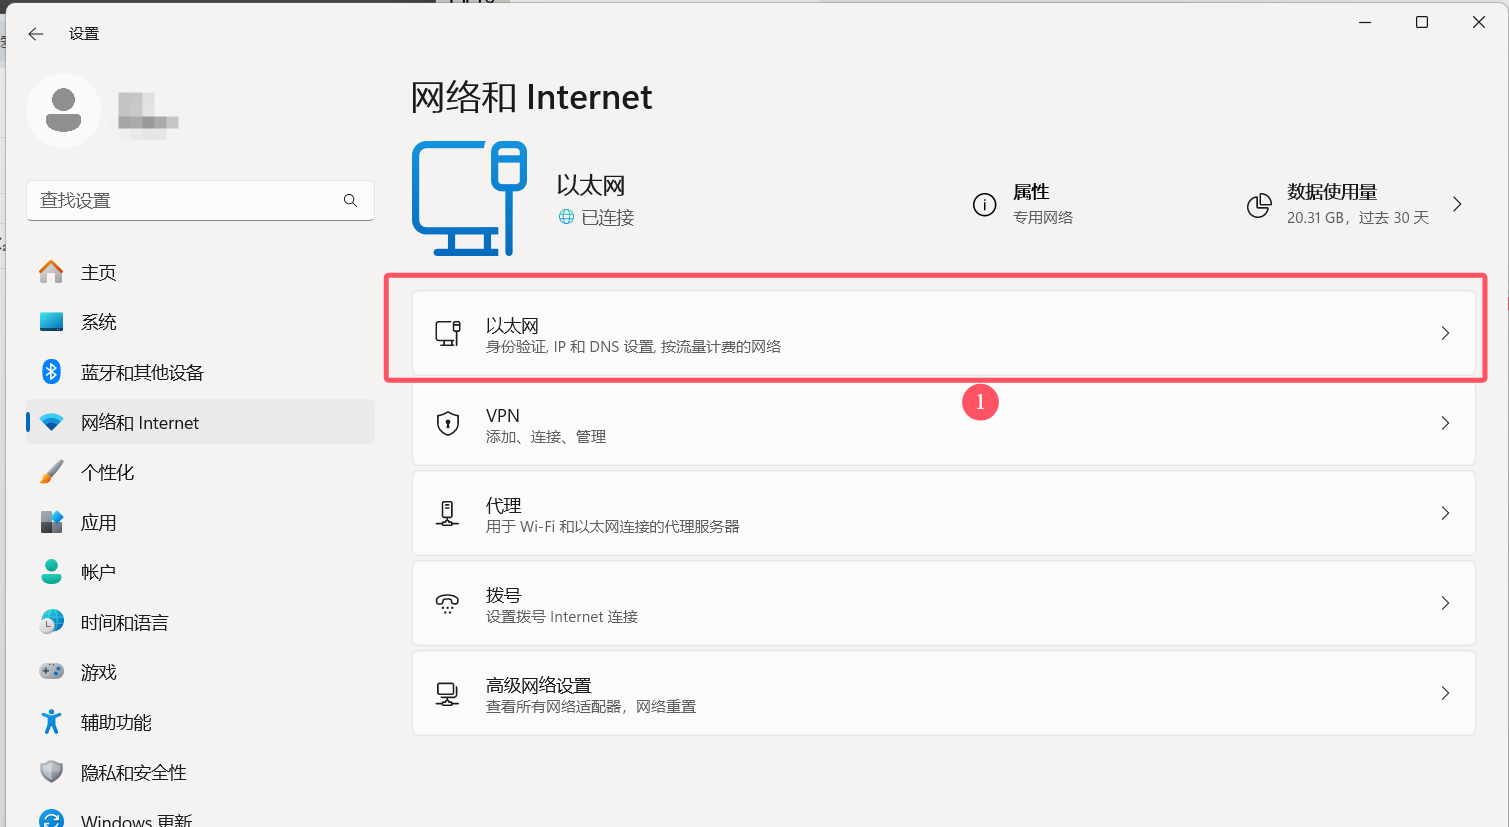 设置
查找设置
主页
系统
蓝牙和其他设备
网络和 Internet
个性化
应用
帐户
时间和语言
游戏
辅助功能
隐私和安全性
Windows 更新
网络和 Internet
以太网
已连接
属性
专用网络
数据使用量
20.31 GB，过去 30 天
以太网
身份验证, IP 和 DNS 设置, 按流量计费的网络
1
VPN
添加、连接、管理
代理
用于 Wi-Fi 和以太网连接的代理服务器
拨号
设置拨号 Internet 连接
高级网络设置
查看所有网络适配器，网络重置